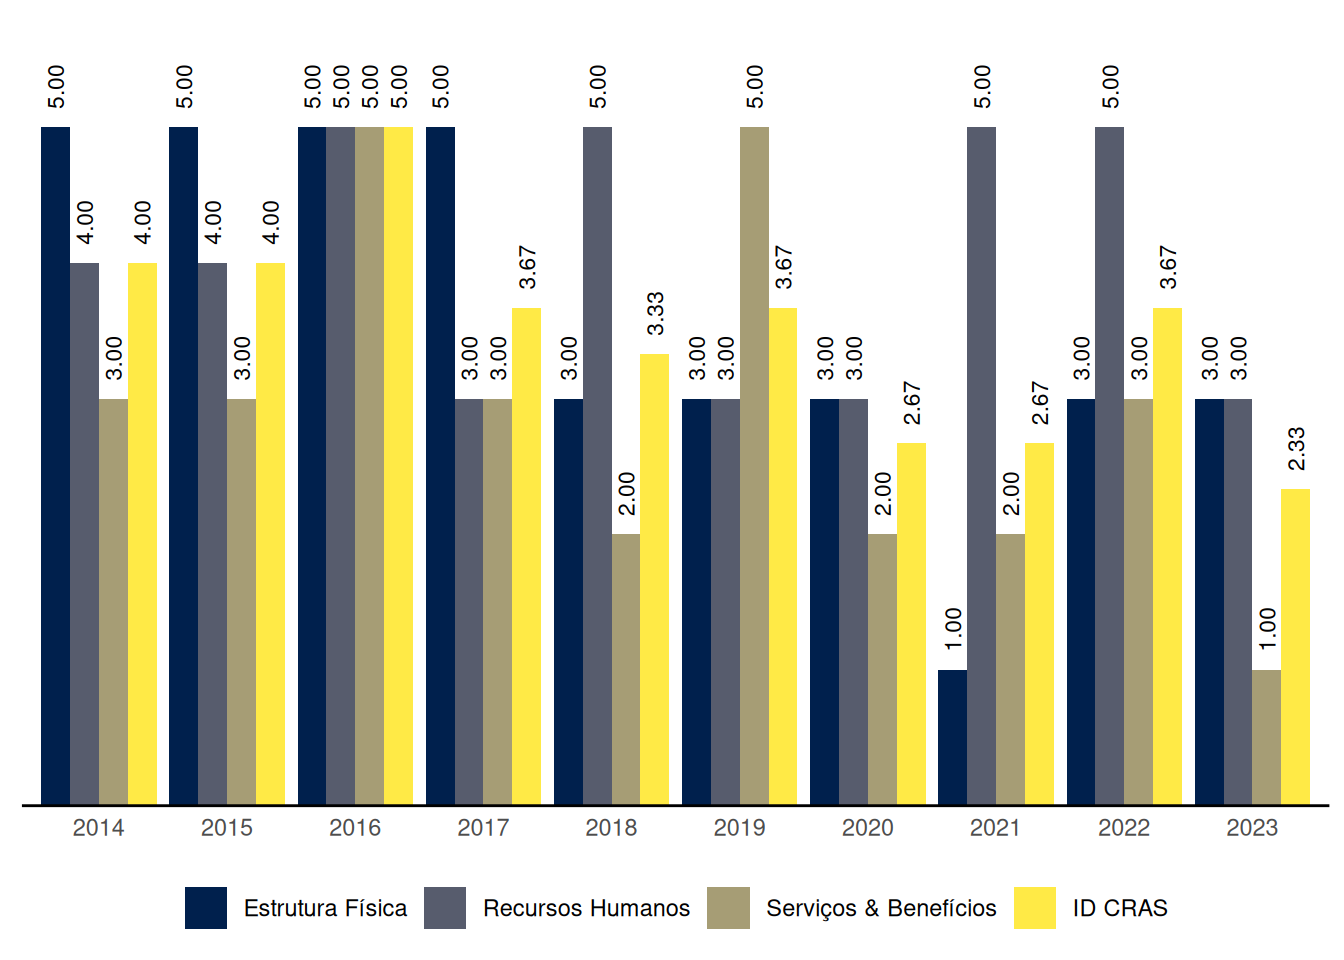 5.00 4.00 3.00 4.00 5.00 4.00 3.00 4.00 5.00 5.00 5.00 5.00 5.00 3.00 3.00 3.67 3.00 5.00 2.00 3.33 3.00 3.00 5.00 3.67 3.00 3.00 2.00 2.67 1.00 5.00 2.00 2.67 3.00 5.00 3.00 3.67 3.00 3.00 1.00 2.33
2014 2015 2016 2017 2018 2019 2020 2021 2022 2023
Estrutura Física Recursos Humanos Serviços & Benefícios ID CRAS